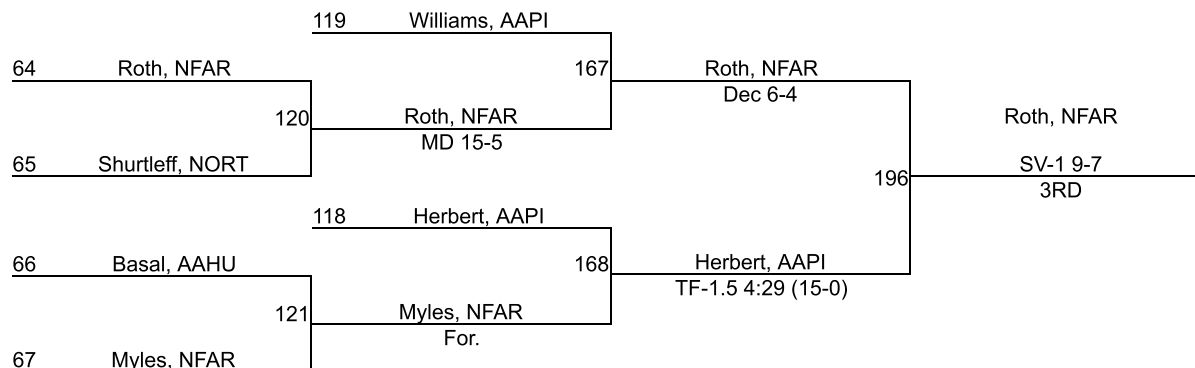 119 Williams, AAPI
64 Roth, NFAR
167
Roth, NFAR
Dec 6-4
120
Roth, NFAR
MD 15-5
Roth, NFAR
65 Shurtleff, NORT
SV-1 9-7
196
3RD
118 Herbert, AAPI
66 Basal, AAHU
168
Herbert, AAPI
TF-1.5 4:29 (15-0)
121
Myles, NFAR
For.
67 Myles, NFAR